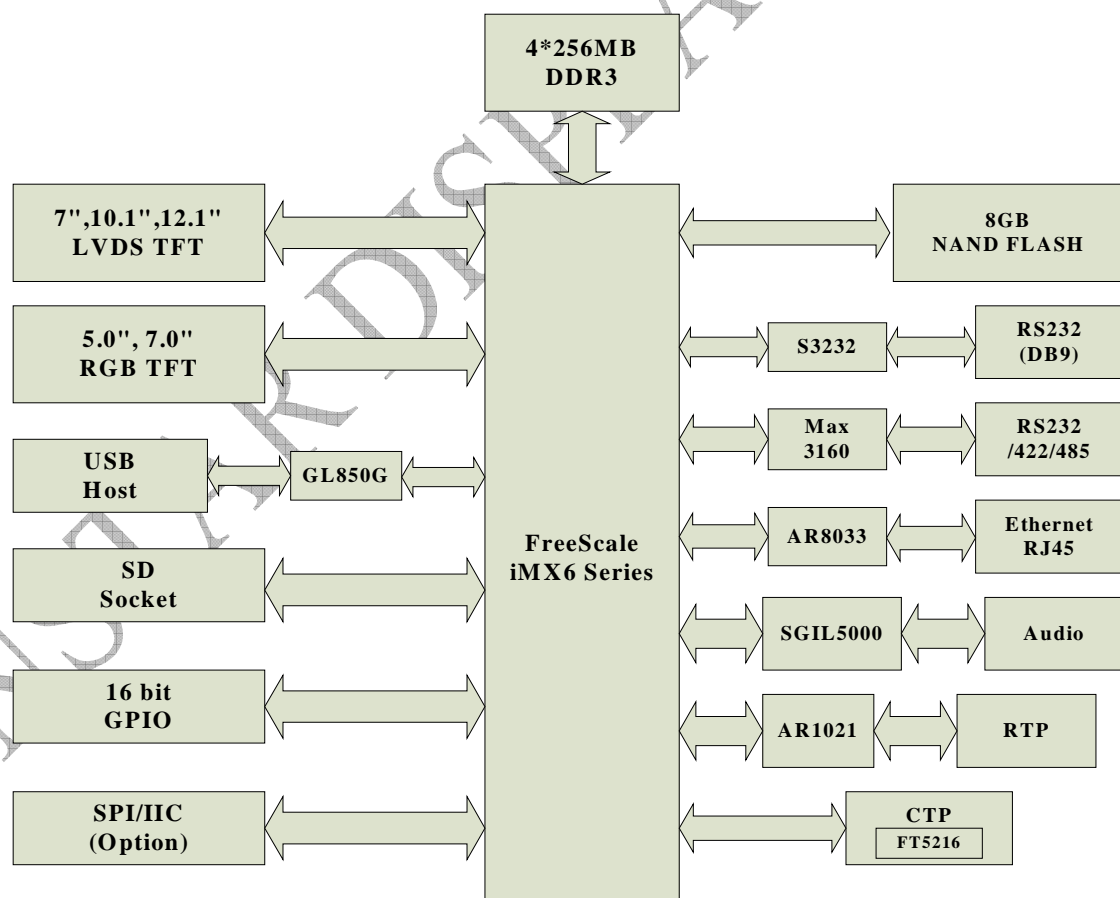 4*256MB
DDR3
7",10.1",12.1"
LVDS TFT
8GB
NAND FLASH
5.0", 7.0"
RGB TFT
S3232
RS232
(DB9)
Max
3160
RS232
/422/485
USB
Host
GL850G
AR8033
Ethernet
RJ45
FreeScale
iMX6 Series
SD
Socket
SGIL5000
Audio
16 bit
GPIO
AR1021
RTP
SPI/IIC
(Option)
CTP
FT5216